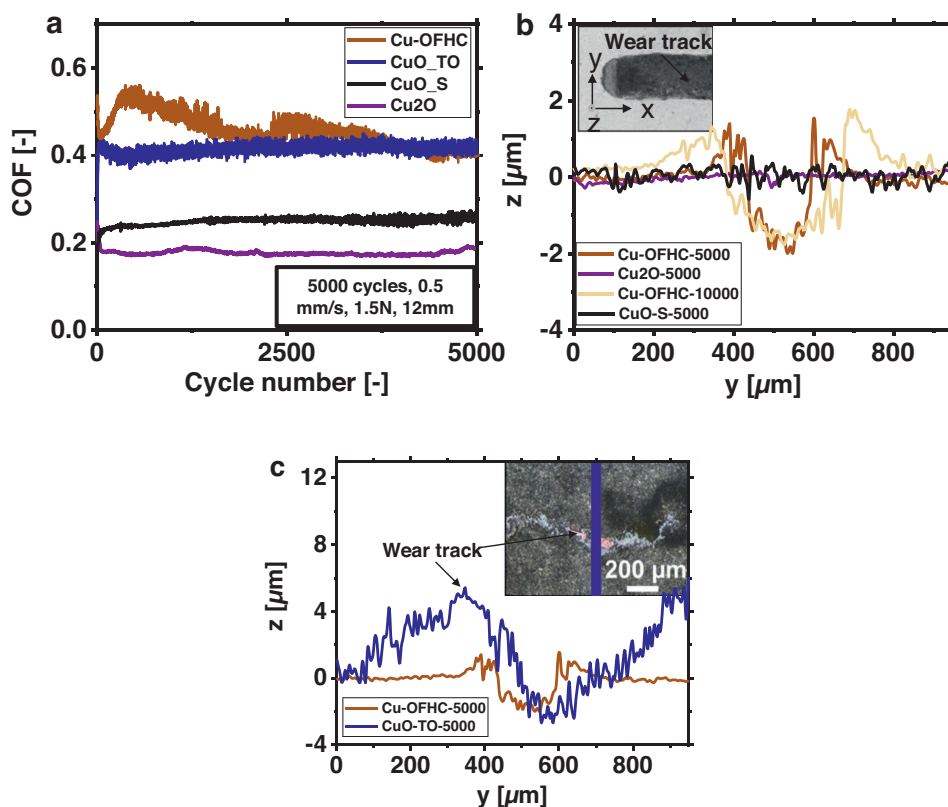 a
COF [-]
0.6
0.4
0.2
0.0
Cu-OFHC
CuO_TO
CuO_S
Cu2O
5000 cycles, 0.5
mm/s, 1.5N, 12mm
0
2500
5000
Cycle number [-]
b
z [µm]
4
2
0
-2
-4
Wear track
y
x
z
Cu-OFHC-5000
Cu2O-5000
Cu-OFHC-10000
CuO-S-5000
0
200
400
600
800
y [µm]
c
z [µm]
12
8
4
0
-4
Wear track
200 µm
Cu-OFHC-5000
CuO-TO-5000
0
200
400
600
800
y [µm]